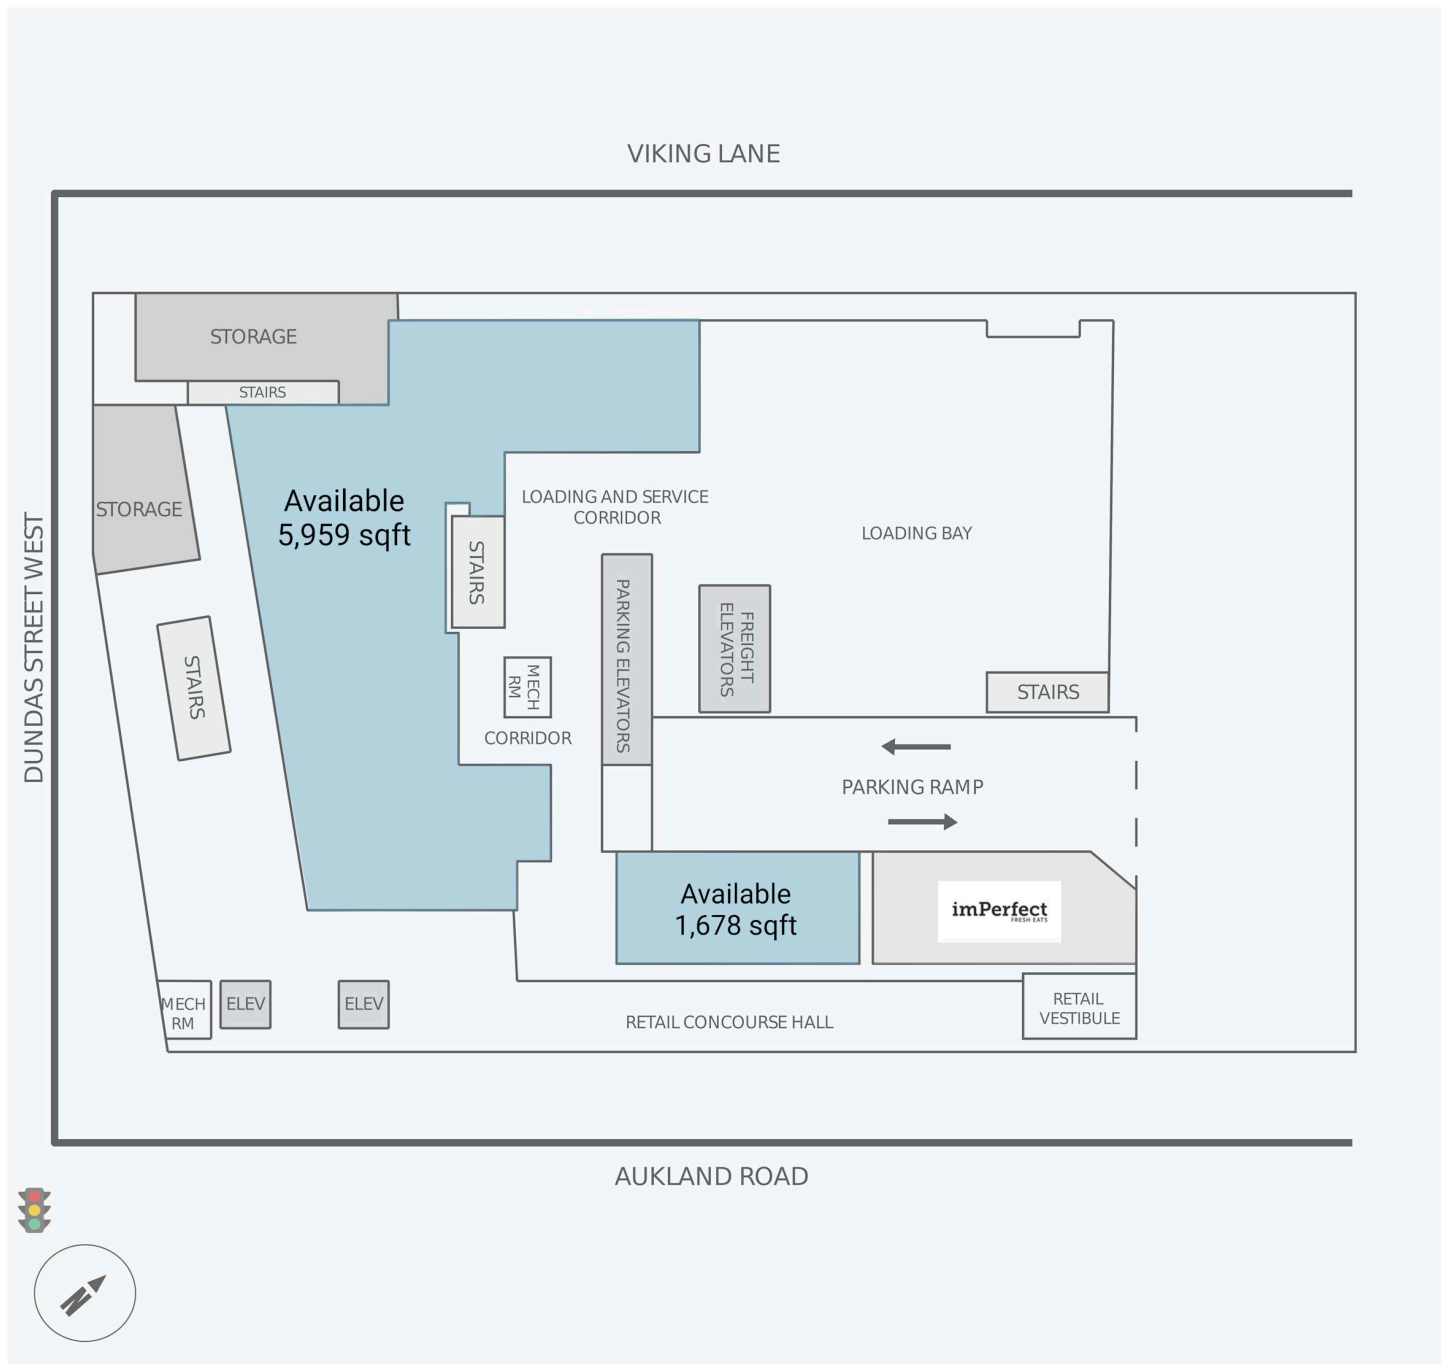 VIKING LANE
STORAGE
STAIRS
STORAGE
Available
5,959 sqft
LOADING AND SERVICE
CORRIDOR
LOADING BAY
STAIRS
PARKING ELEVATORS
FREIGHT
ELEVATORS
DUNDAS STREET WEST
STAIRS
MECH
RM
STAIRS
CORRIDOR
PARKING RAMP
Available
1,678 sqft
imPerfect
FRESH EATS
MECH
RM
ELEV
ELEV
RETAIL CONCOURSE HALL
RETAIL
VESTIBULE
AUKLAND ROAD
N